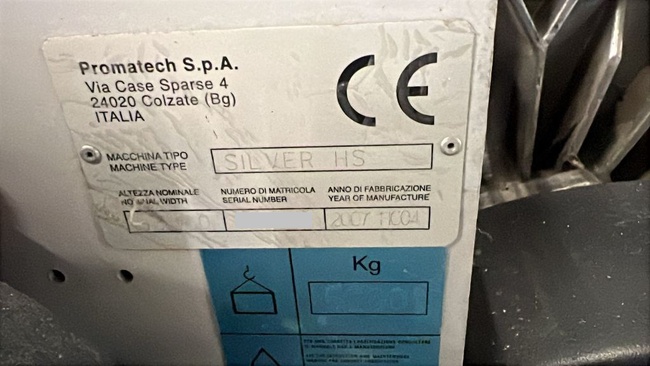 Promatech S.p.A.
Via Case Sparse 4
24020 Colzate (Bg)
ITALIA
CE
MACCHINA TIPO
MACHINE TYPE
SILVER HS
ALTEZZA NOMINALE
WIDTH
NUMERO DI MATRICOLA
SERIAL NUMBER
ANNO DI FABBRICAZIONE
YEAR OF MANUFACTURE
2007
Kg